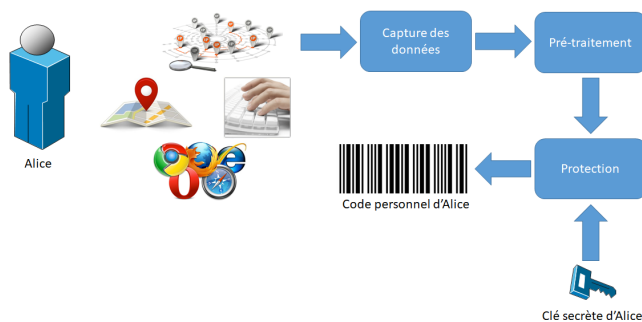 Capture des
données
Pré-traitement
Alice
Protection
Code personnel d'Alice
Clé secrète d'Alice